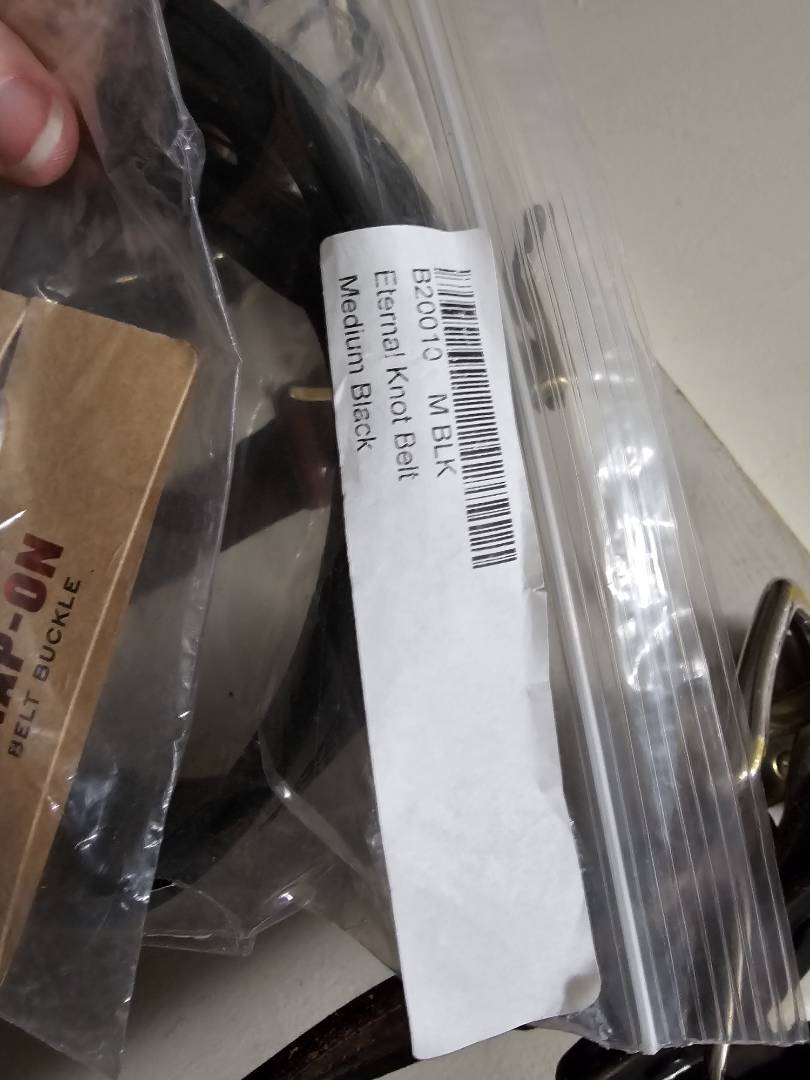 B20010 M BLK
Eternal Knot Belt
Medium Black
AP-ON
BELT BUCKLE